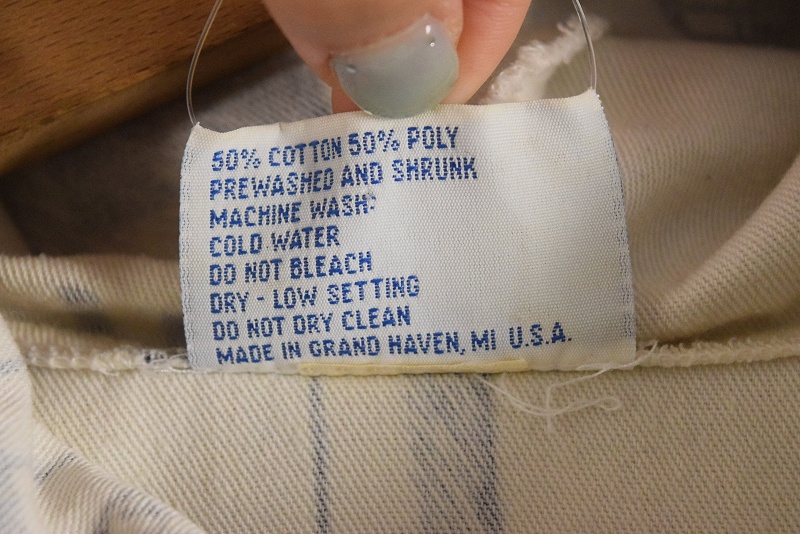 50% COTTON 50% POLY
PREWASHED AND SHRUNK
MACHINE WASH:
COLD WATER
DO NOT BLEACH
DRY - LOW SETTING
DO NOT DRY CLEAN
MADE IN GRAND HAVEN, MI U.S.A.